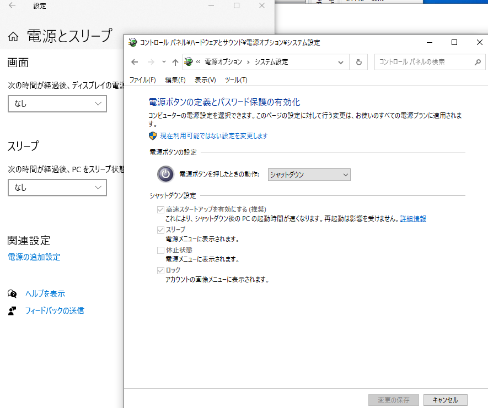 設定
電源とスリープ
画面
次の時間が経過後、ディスプレイの電源
なし
スリープ
次の時間が経過後、PC をスリープ状態
なし
関連設定
電源の追加設定
ヘルプを表示
フィードバックの送信
コントロール パネル¥ハードウェアとサウンド¥電源オプション¥システム設定
« 電源オプション › システム設定
コントロール パネルの検索
ファイル(F) 編集(E) 表示(V) ツール(T)
電源ボタンの定義とパスワード保護の有効化
コンピューターの電源設定を選択できます。このページの設定に対して行う変更は、お使いのすべての電源プランに適用されま
す。
現在利用可能ではない設定を変更します
電源ボタンの設定
電源ボタンを押したときの動作: シャットダウン
シャットダウン設定
高速スタートアップを有効にする (推奨)
これにより、シャットダウン後の PC の起動時間が速くなります。再起動は影響を受けません。詳細情報
スリープ
電源メニューに表示されます。
休止状態
電源メニューに表示されます。
ロック
アカウントの画像メニューに表示されます。
変更の保存 キャンセル